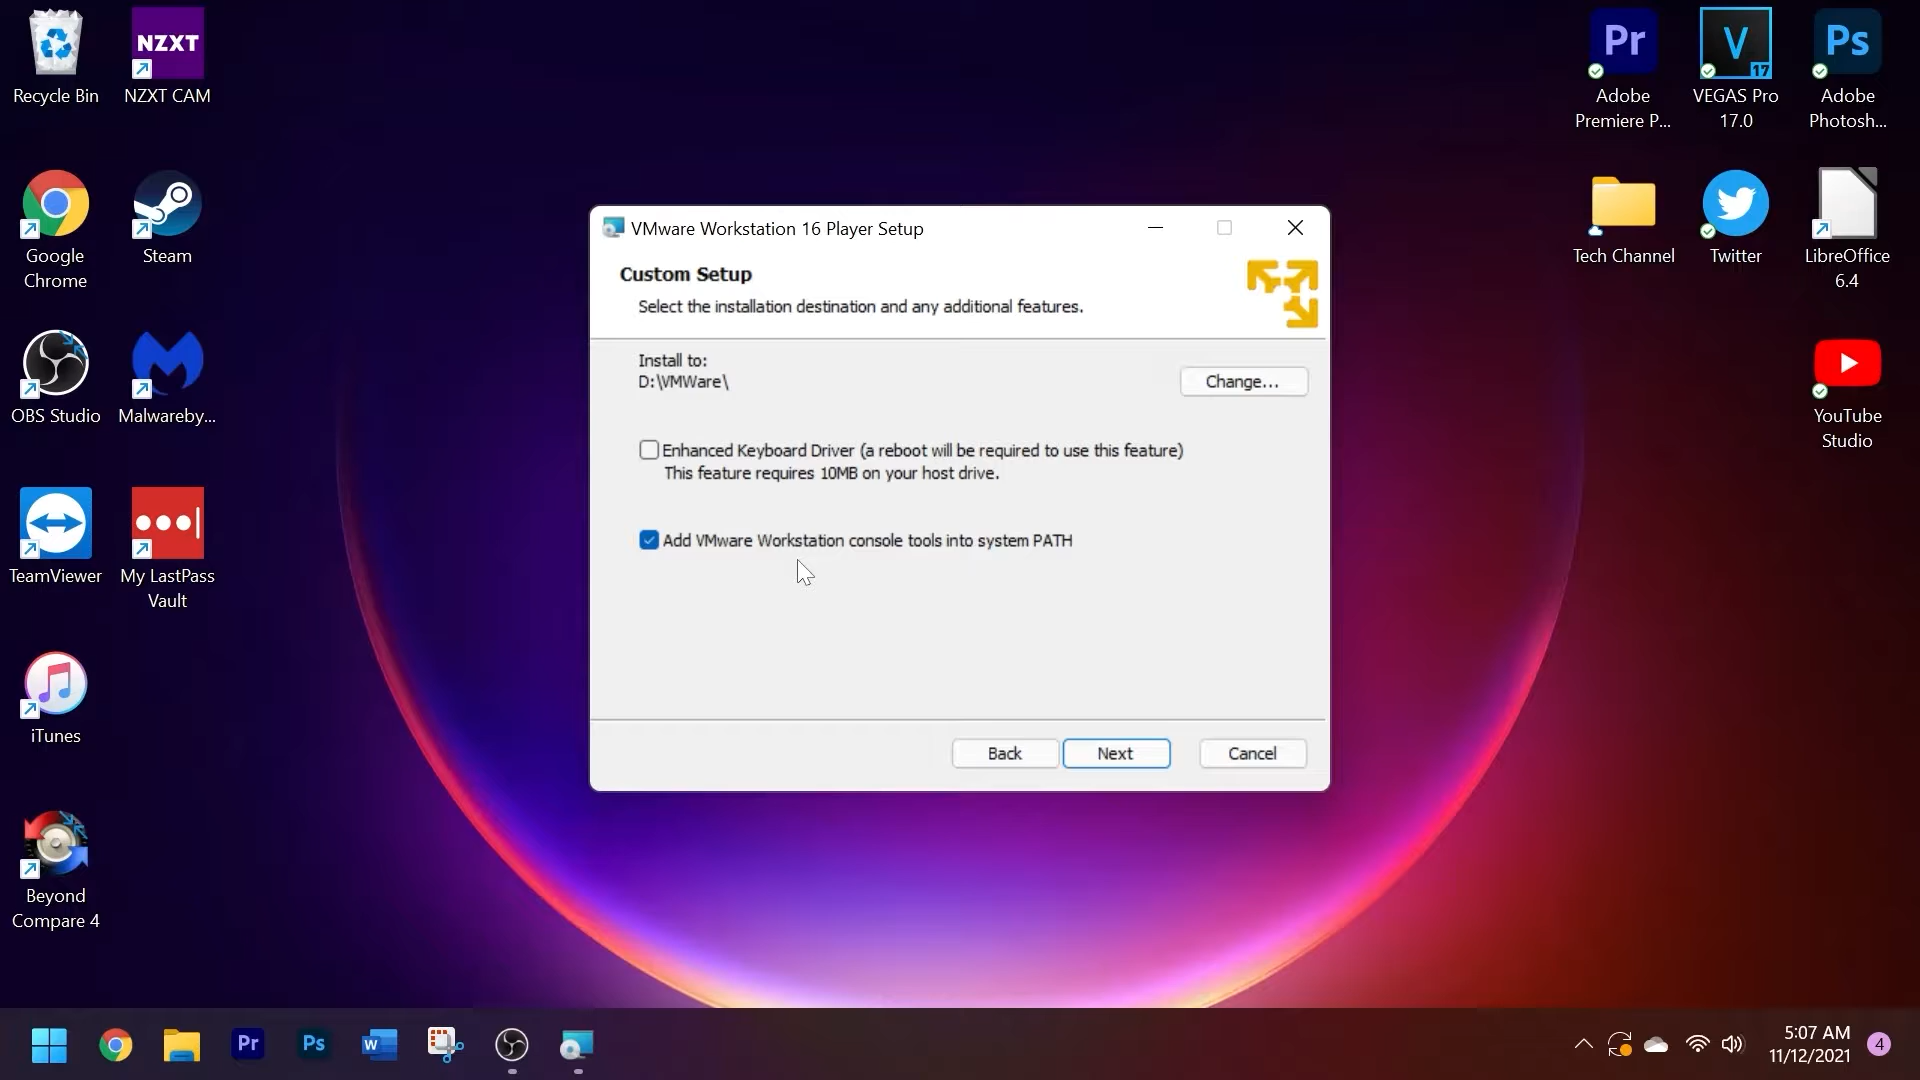 Recycle Bin
NZXT
NZXT CAM
Google
Chrome
Steam
OBS Studio
Malwareby...
TeamViewer
My LastPass
Vault
iTunes
Beyond
Compare 4
VMware Workstation 16 Player Setup
Custom Setup
Select the installation destination and any additional features.
Install to:
D:\VMWare\
Change...
Enhanced Keyboard Driver (a reboot will be required to use this feature)
This feature requires 10MB on your host drive.
Add VMware Workstation console tools into system PATH
Back
Next
Cancel
Pr
Adobe
Premiere P...
V
17
VEGAS Pro
17.0
Ps
Adobe
Photosh...
Tech Channel
Twitter
LibreOffice
6.4
YouTube
Studio
Pr
Ps
W
5:07 AM
11/12/2021
4